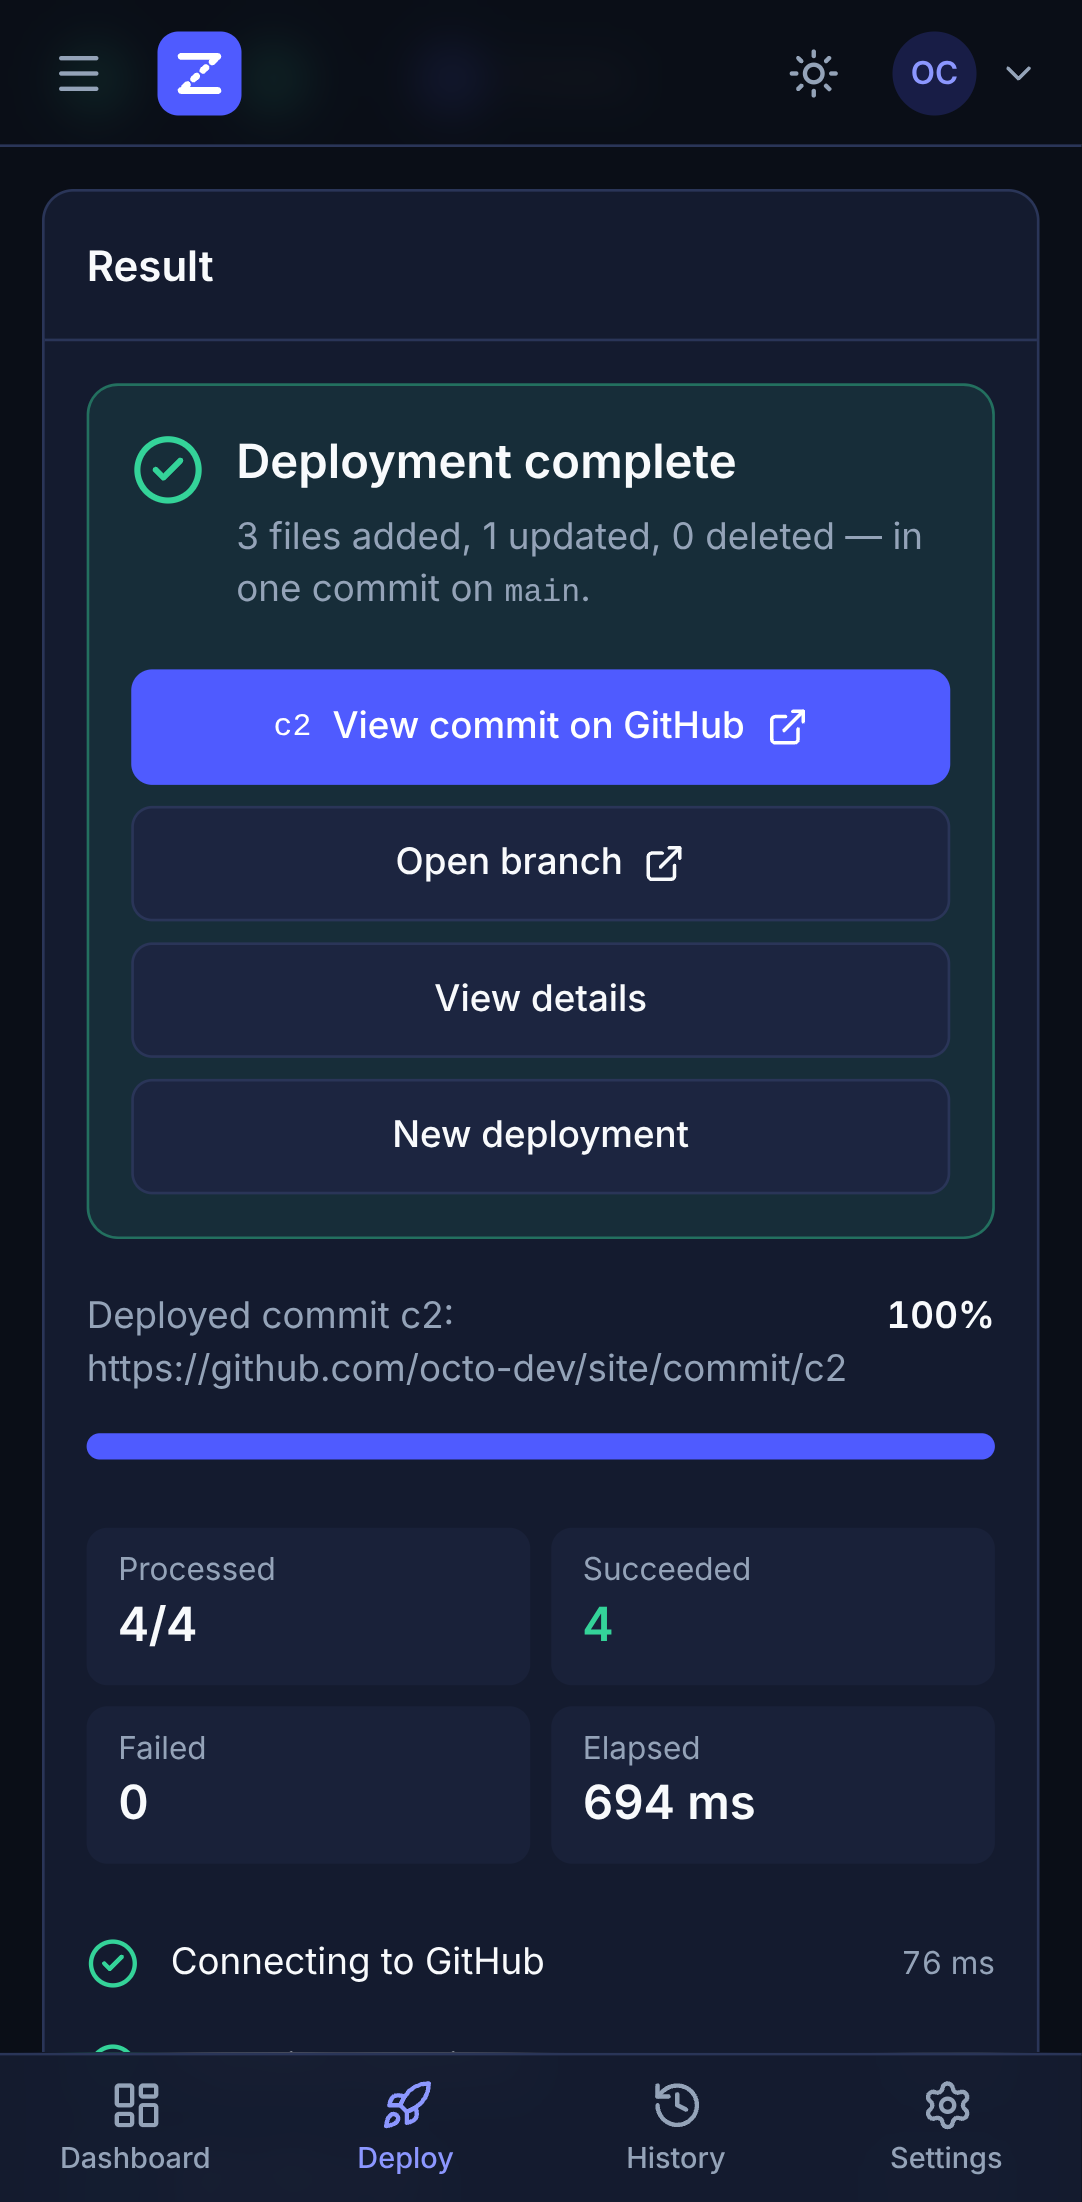 OC
Result
Deployment complete
3 files added, 1 updated, 0 deleted — in
one commit on main.
c2 View commit on GitHub
Open branch
View details
New deployment
Deployed commit c2: 100%
https://github.com/octo-dev/site/commit/c2
Processed Succeeded
4/4 4
Failed Elapsed
0 694 ms
Connecting to GitHub 76 ms
Dashboard Deploy History Settings